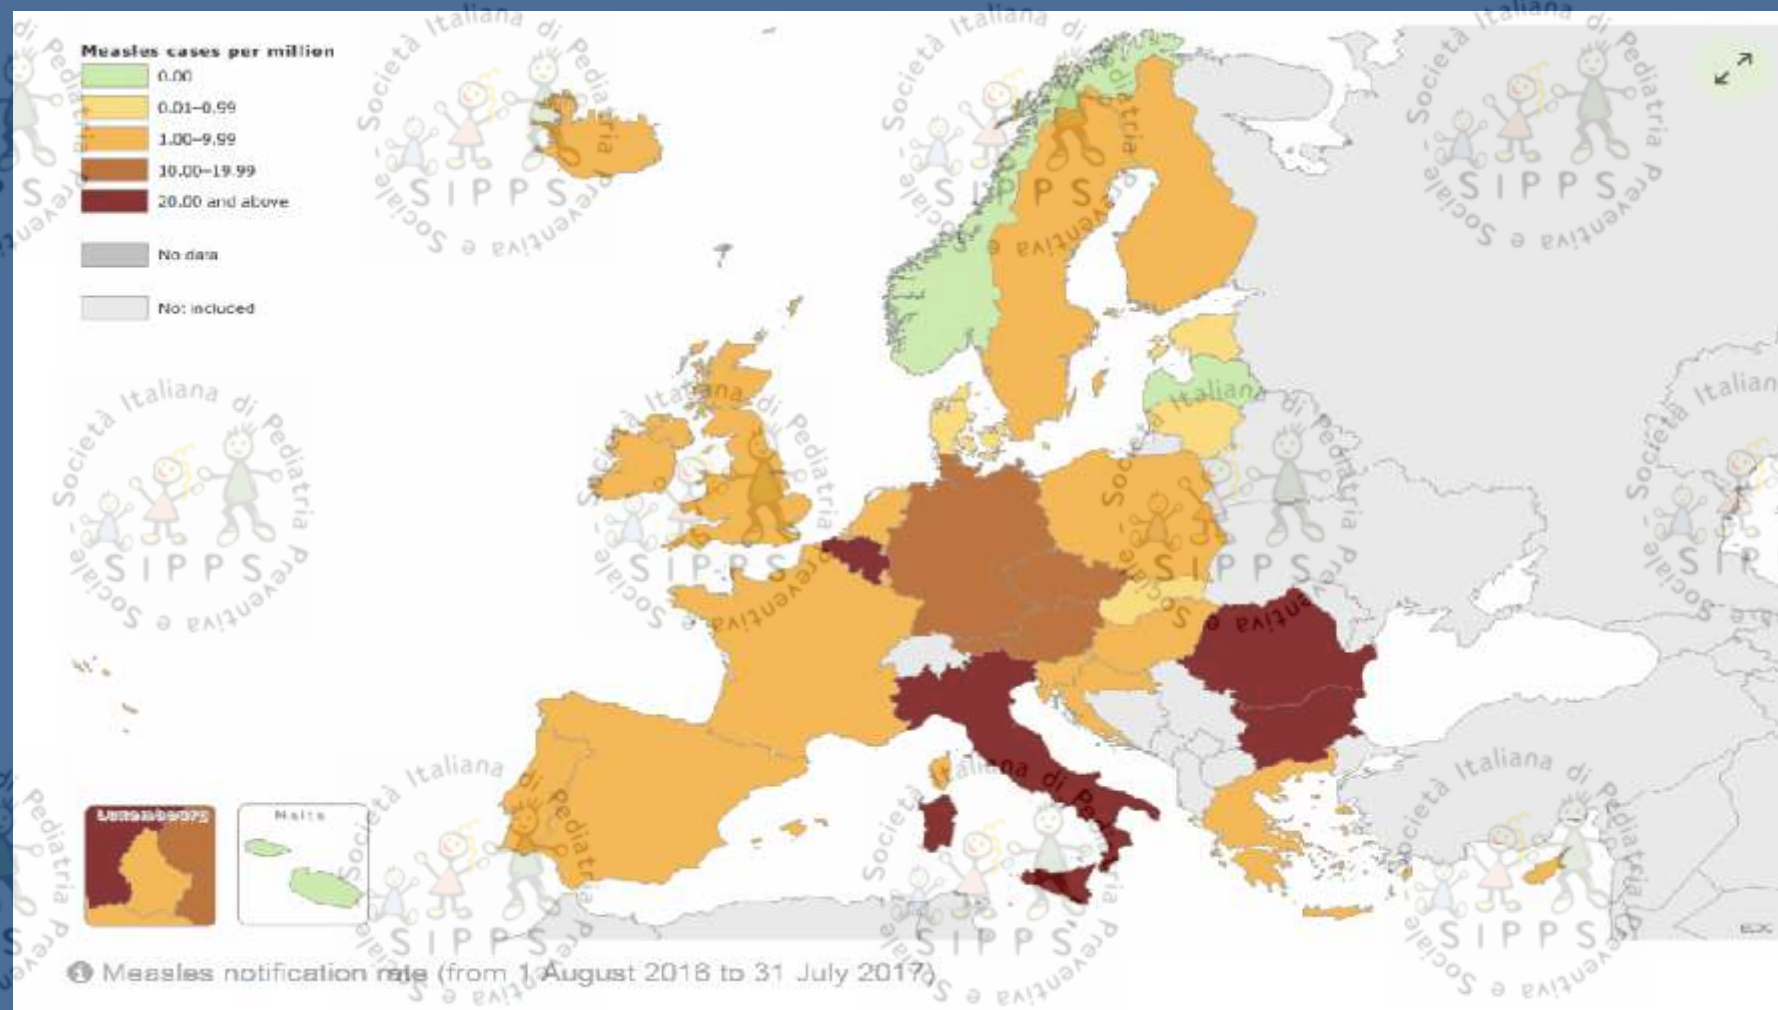 Measles cases per million
0.00
0.01–0.99
1.00–9.99
10.00–19.99
20.00 and above
No data
Not included
Luxembourg
Malta
Measles notification rate (from 1 August 2016 to 31 July 2017)
Società Italiana di Pediatria Preventiva e Sociale
SIPPS